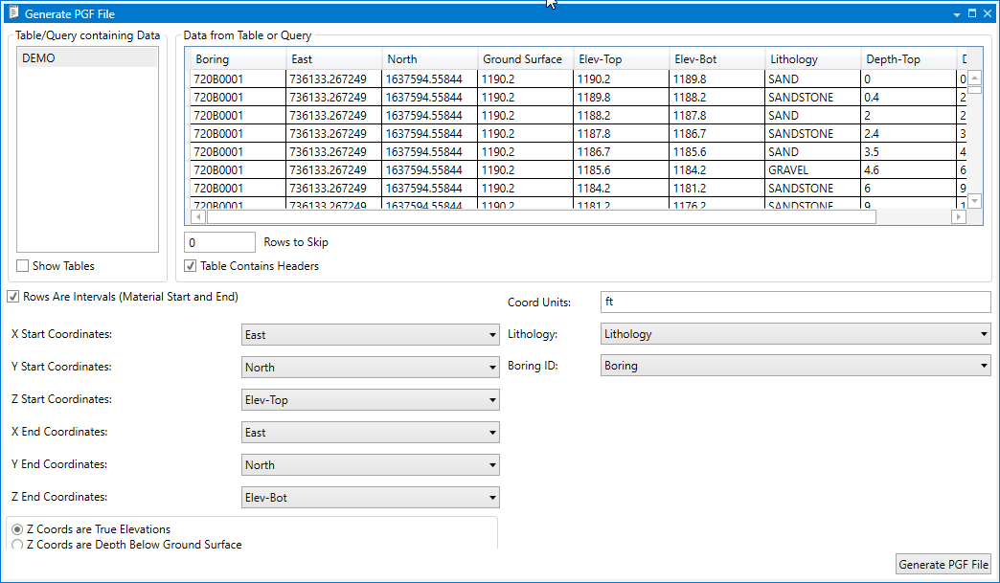 Generate PGF File
Table/Query containing Data
DEMO
Show Tables
Data from Table or Query
Boring East North Ground Surface Elev-Top Elev-Bot Lithology Depth-Top D
720B0001 736133.267249 1637594.55844 1190.2 1190.2 1189.8 SAND 0 0
720B0001 736133.267249 1637594.55844 1190.2 1189.8 1188.2 SANDSTONE 0.4 2
720B0001 736133.267249 1637594.55844 1190.2 1188.2 1187.8 SAND 2 2
720B0001 736133.267249 1637594.55844 1190.2 1187.8 1186.7 SANDSTONE 2.4 3
720B0001 736133.267249 1637594.55844 1190.2 1186.7 1185.6 SAND 3.5 4
720B0001 736133.267249 1637594.55844 1190.2 1185.6 1184.2 GRAVEL 4.6 6
720B0001 736133.267249 1637594.55844 1190.2 1184.2 1181.2 SANDSTONE 6 9
720B0001 736133.267249 1637594.55844 1190.2 1181.2 1176.2 SANDSTONE 9 1
0 Rows to Skip
Table Contains Headers
Rows Are Intervals (Material Start and End)
X Start Coordinates: East
Y Start Coordinates: North
Z Start Coordinates: Elev-Top
X End Coordinates: East
Y End Coordinates: North
Z End Coordinates: Elev-Bot
Z Coords are True Elevations
Z Coords are Depth Below Ground Surface
Coord Units: ft
Lithology: Lithology
Boring ID: Boring
Generate PGF File